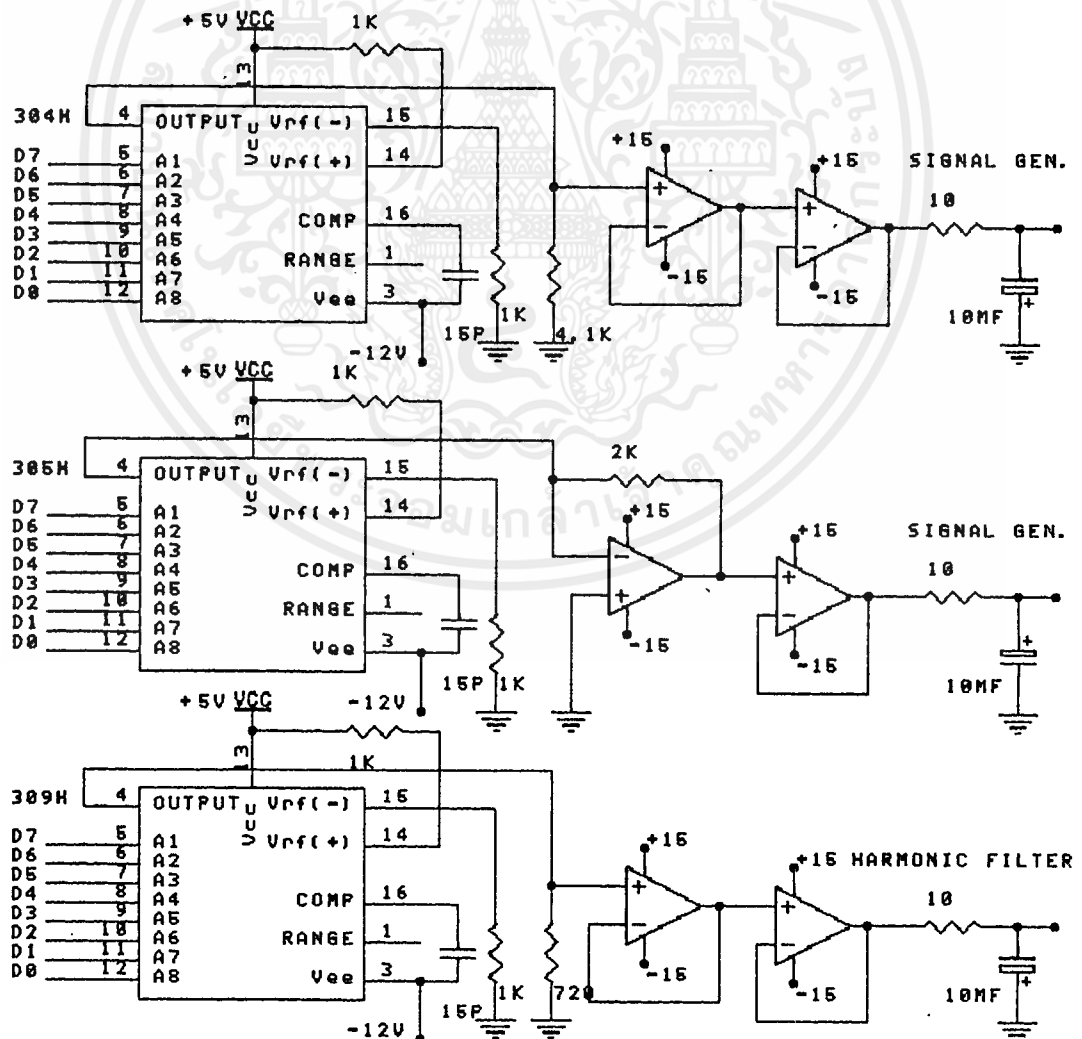 +5V VCC
1K
13
304H
4
OUTPUT
Vcc
Vrf(-)
15
Vrf(+)
14
D7
5
A1
D6
6
A2
D5
7
A3
D4
8
A4
D3
9
A5
D2
10
A6
D1
11
A7
D0
12
A8
COMP
16
RANGE
1
Vee
3
15P
1K
4.1K
-12V
+15
+
-
-15
+15
+
-
-15
SIGNAL GEN.
10
+
10MF
+5V VCC
1K
13
305H
4
OUTPUT
Vcc
Vrf(-)
15
Vrf(+)
14
D7
5
A1
D6
6
A2
D5
7
A3
D4
8
A4
D3
9
A5
D2
10
A6
D1
11
A7
D0
12
A8
COMP
16
RANGE
1
Vee
3
15P
1K
-12V
2K
+15
-
+
-15
+15
+
-
-15
SIGNAL GEN.
10
+
10MF
+5V VCC
1K
13
309H
4
OUTPUT
Vcc
Vrf(-)
15
Vrf(+)
14
D7
5
A1
D6
6
A2
D5
7
A3
D4
8
A4
D3
9
A5
D2
10
A6
D1
11
A7
D0
12
A8
COMP
16
RANGE
1
Vee
3
15P
1K
720
-12V
+15
+
-
-15
+15
+
-
-15
HARMONIC FILTER
10
+
10MF